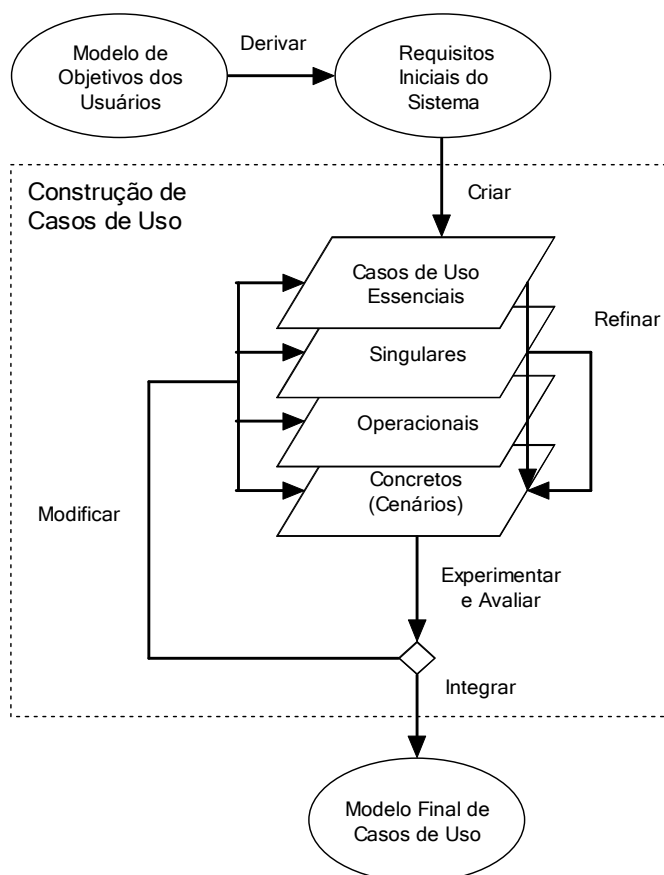 Modelo de
Objetivos dos
Usuários
Derivar
Requisitos
Iniciais do
Sistema
Construção de
Casos de Uso
Criar
Casos de Uso
Essenciais
Refinar
Singulares
Operacionais
Concretos
(Cenários)
Modificar
Experimentar
e Avaliar
Integrar
Modelo Final de
Casos de Uso